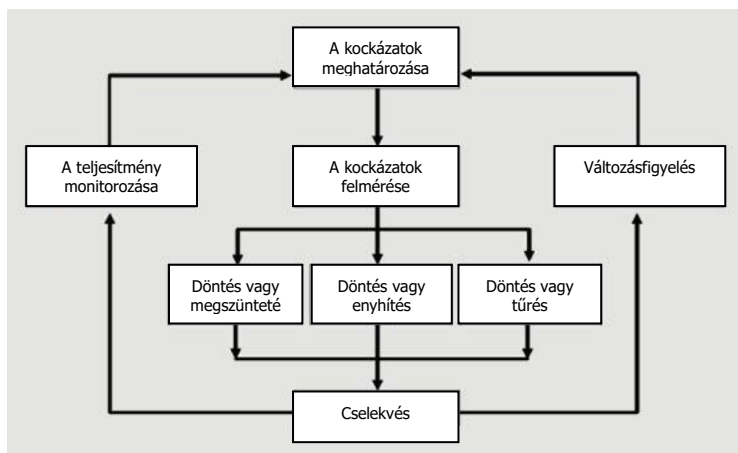 A kockázatok
meghatározása
A teljesítmény
monitorozása
A kockázatok
felmérése
Változásfigyelés
Döntés vagy
megszünteté
Döntés vagy
enyhítés
Döntés vagy
tűrés
Cselekvés